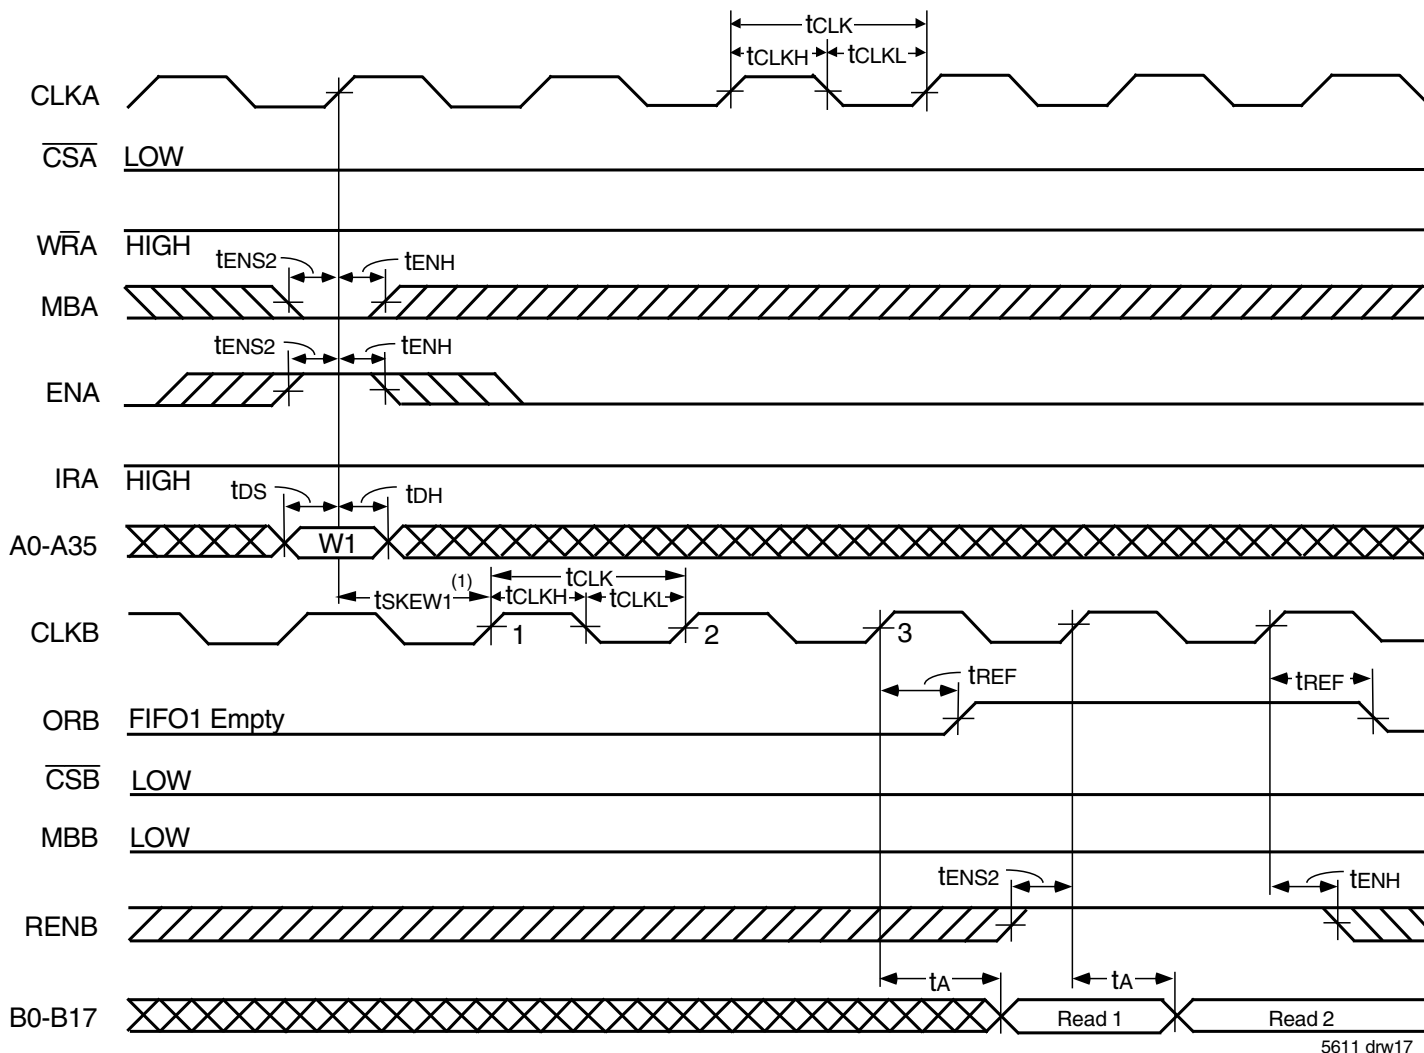 tCLK
tCLKH tCLKL
CLKA
CSA LOW
WRA HIGH
tENS2 tENH
MBA
tENS2 tENH
ENA
IRA HIGH
tDS tDH
A0-A35 W1
tSKEW1(1) tCLK
tCLKH tCLKL
CLKB 1 2 3
tREF tREF
ORB FIFO1 Empty
CSB LOW
MBB LOW
tENS2 tENH
RENB
tA tA
B0-B17 Read 1 Read 2
5611 drw17